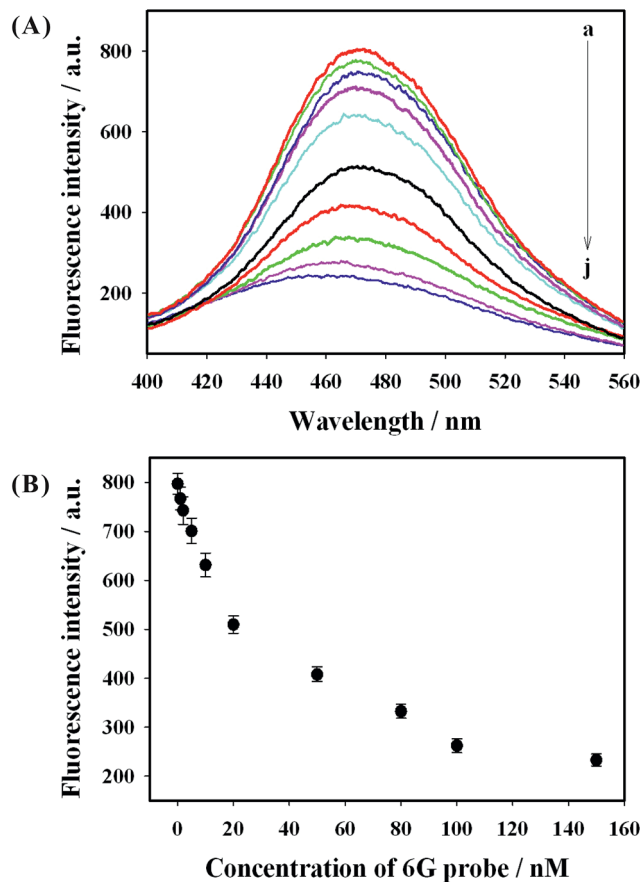 (A)
Fluorescence intensity / a.u.
800
600
400
200
a
j
400 420 440 460 480 500 520 540 560
Wavelength / nm
(B)
Fluorescence intensity / a.u.
800
700
600
500
400
300
200
0 20 40 60 80 100 120 140 160
Concentration of 6G probe / nM